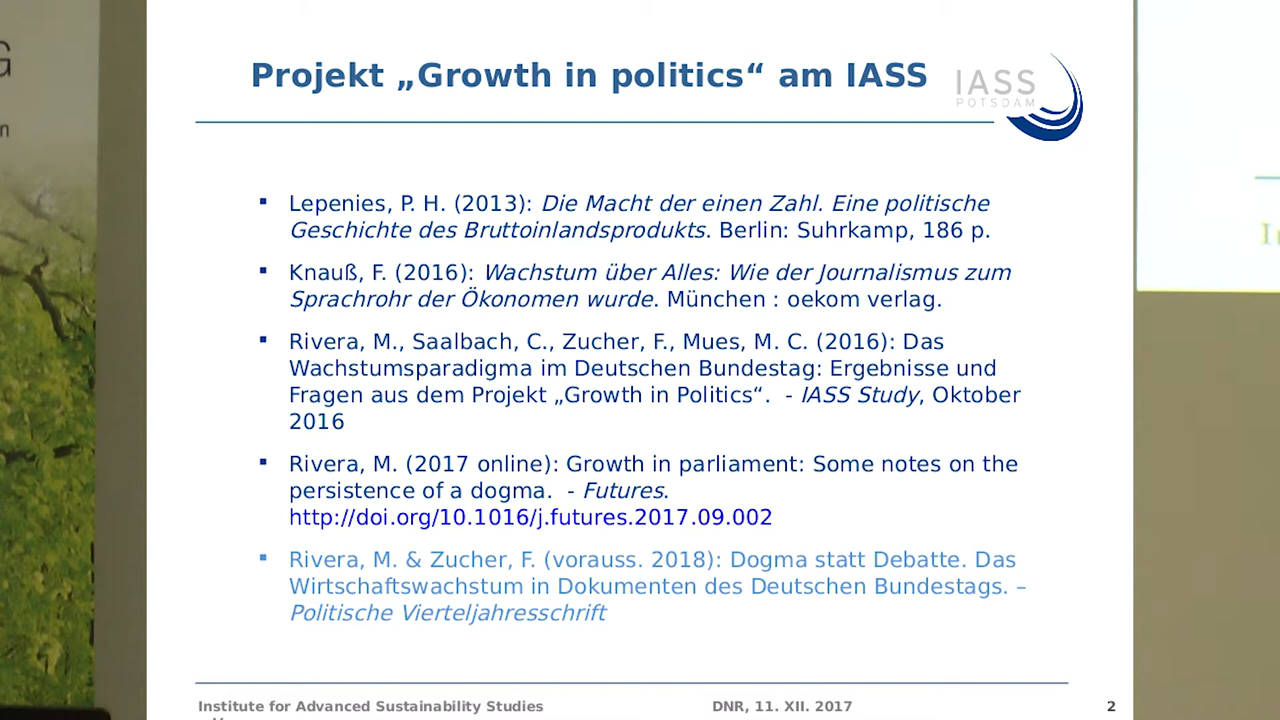 Projekt „Growth in politics“ am IASS
IASS
POTSDAM
▪ Lepenies, P. H. (2013): Die Macht der einen Zahl. Eine politische
Geschichte des Bruttoinlandsprodukts. Berlin: Suhrkamp, 186 p.
▪ Knauß, F. (2016): Wachstum über Alles: Wie der Journalismus zum
Sprachrohr der Ökonomen wurde. München : oekom verlag.
▪ Rivera, M., Saalbach, C., Zucher, F., Mues, M. C. (2016): Das
Wachstumsparadigma im Deutschen Bundestag: Ergebnisse und
Fragen aus dem Projekt „Growth in Politics“. - IASS Study, Oktober
2016
▪ Rivera, M. (2017 online): Growth in parliament: Some notes on the
persistence of a dogma. - Futures.
http://doi.org/10.1016/j.futures.2017.09.002
▪ Rivera, M. & Zucher, F. (vorauss. 2018): Dogma statt Debatte. Das
Wirtschaftswachstum in Dokumenten des Deutschen Bundestags. –
Politische Vierteljahresschrift
Institute for Advanced Sustainability Studies
DNR, 11. XII. 2017
2